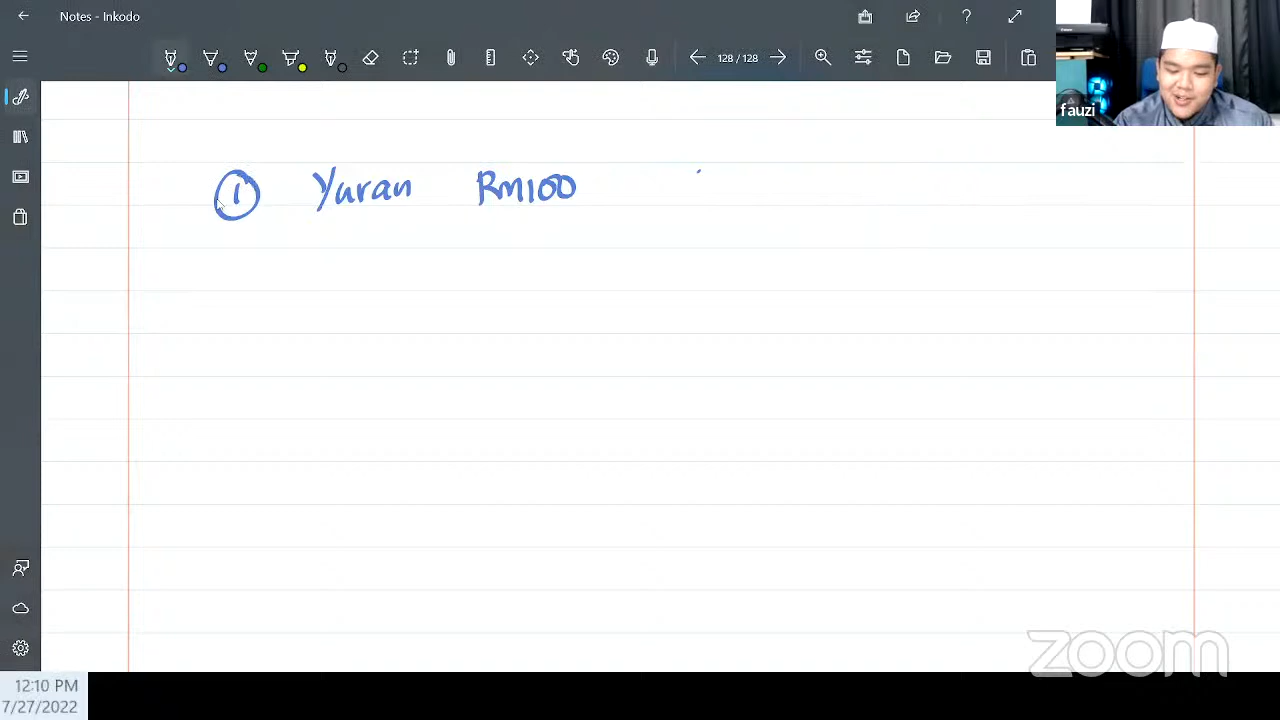 Notes - Inkodo
128 / 128
fauzi
① Yuran RM100
zoom
12:10 PM
7/27/2022